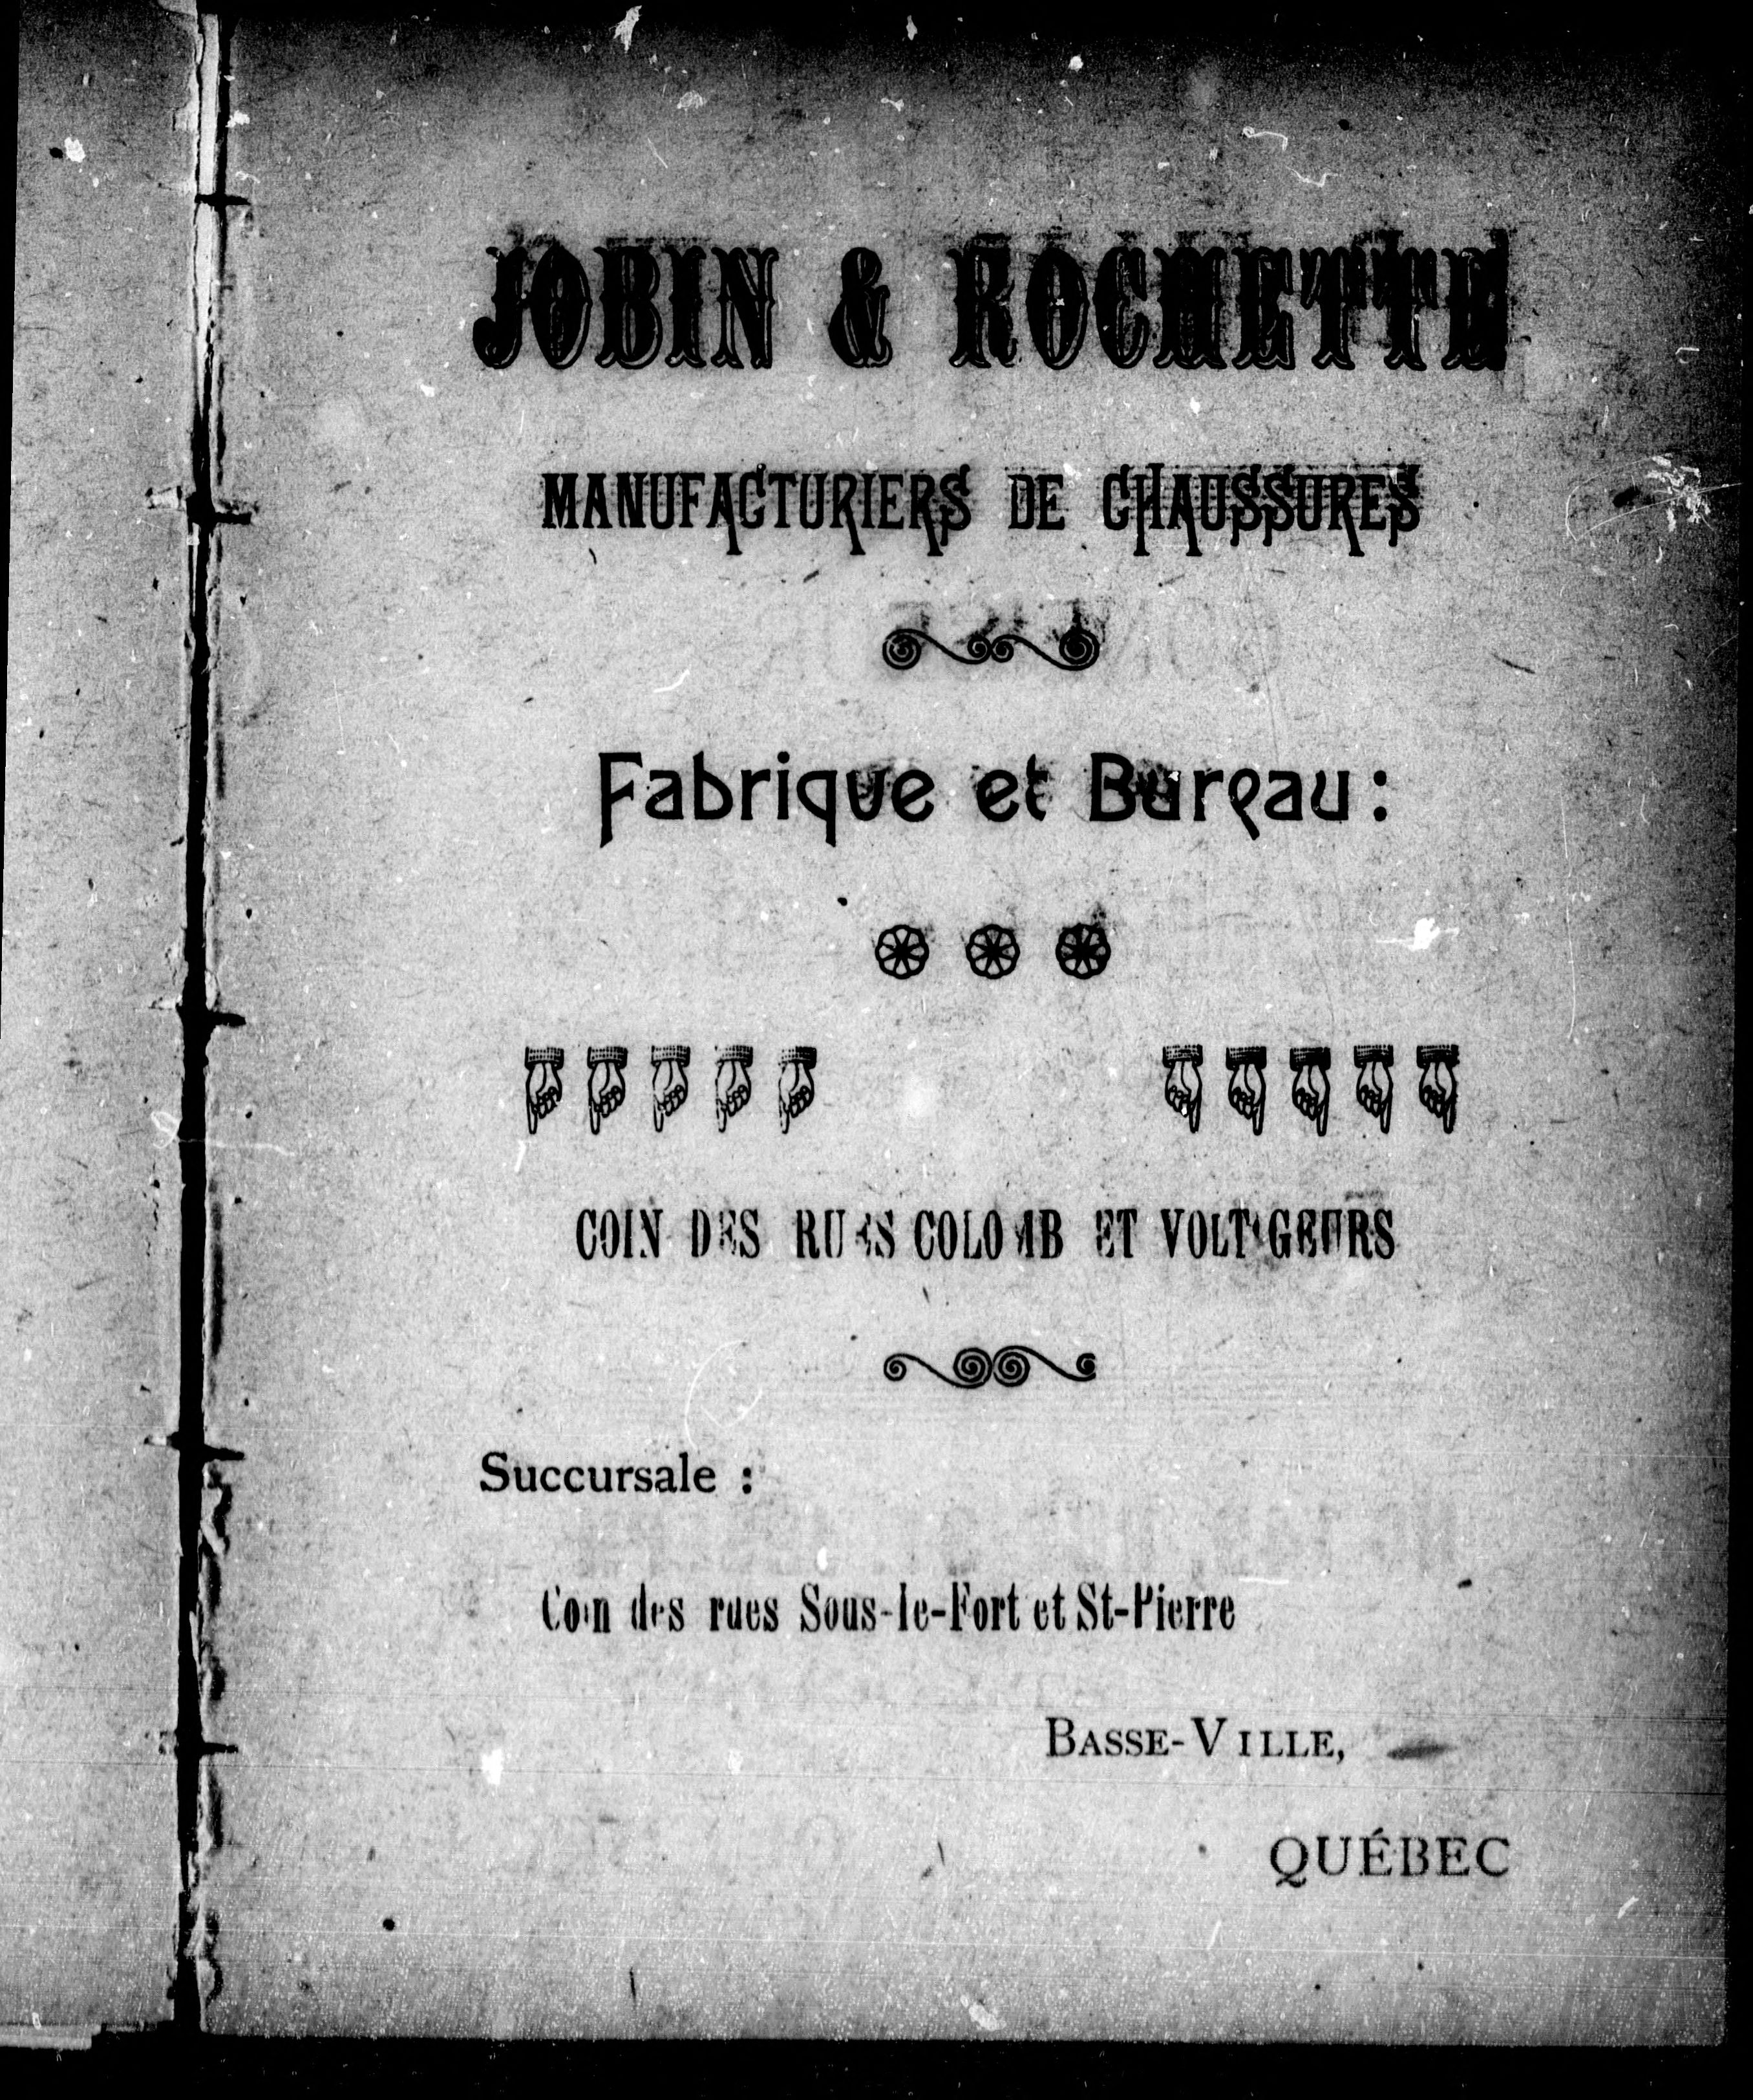 JOBIN & ROCHETTE
MANUFACTURIERS DE CHAUSSURES
Fabrique et Bureau :
COIN DES RUES COLOMB ET VOLTIGEURS
Succursale :
Coin des rues Sous-le-Fort et St-Pierre
BASSE-VILLE,
QUÉBEC